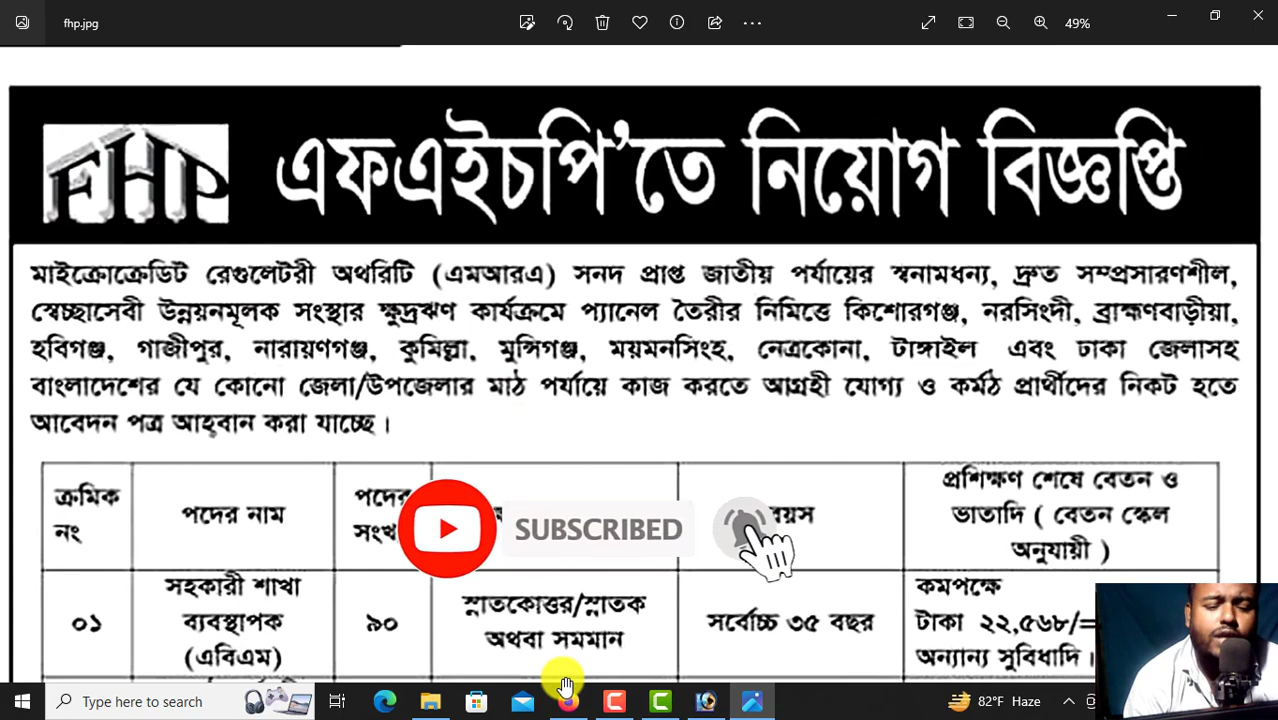 fhp.jpg
49%
FHP
এফএইচপি'তে নিয়োগ বিজ্ঞপ্তি
মাইক্রোক্রেডিট রেগুলেটরী অথরিটি (এমআরএ) সনদ প্রাপ্ত জাতীয় পর্যায়ের স্বনামধন্য, দ্রুত সম্প্রসারণশীল,
স্বেচ্ছাসেবী উন্নয়নমূলক সংস্থার ক্ষুদ্রঋণ কার্যক্রমে প্যানেল তৈরীর নিমিত্তে কিশোরগঞ্জ, নরসিংদী, ব্রাহ্মণবাড়ীয়া,
হবিগঞ্জ, গাজীপুর, নারায়ণগঞ্জ, কুমিল্লা, মুন্সিগঞ্জ, ময়মনসিংহ, নেত্রকোনা, টাঙ্গাইল এবং ঢাকা জেলাসহ
বাংলাদেশের যে কোনো জেলা/উপজেলার মাঠ পর্যায়ে কাজ করতে আগ্রহী যোগ্য ও কর্মঠ প্রার্থীদের নিকট হতে
আবেদন পত্র আহ্বান করা যাচ্ছে।
ক্রমিক
নং
পদের নাম
পদের
বয়স
প্রশিক্ষণ শেষে বেতন ও
ভাতাদি ( বেতন স্কেল
অনুযায়ী )
SUBSCRIBED
০১
সহকারী শাখা
ব্যবস্থাপক
(এবিএম)
৯০
স্নাতকোত্তর/স্নাতক
অথবা সমমান
সর্বোচ্চ ৩৫ বছর
কমপক্ষে
টাকা ২২,৫৬৮/=
অন্যান্য সুবিধাদি।
Type here to search
82°F Haze